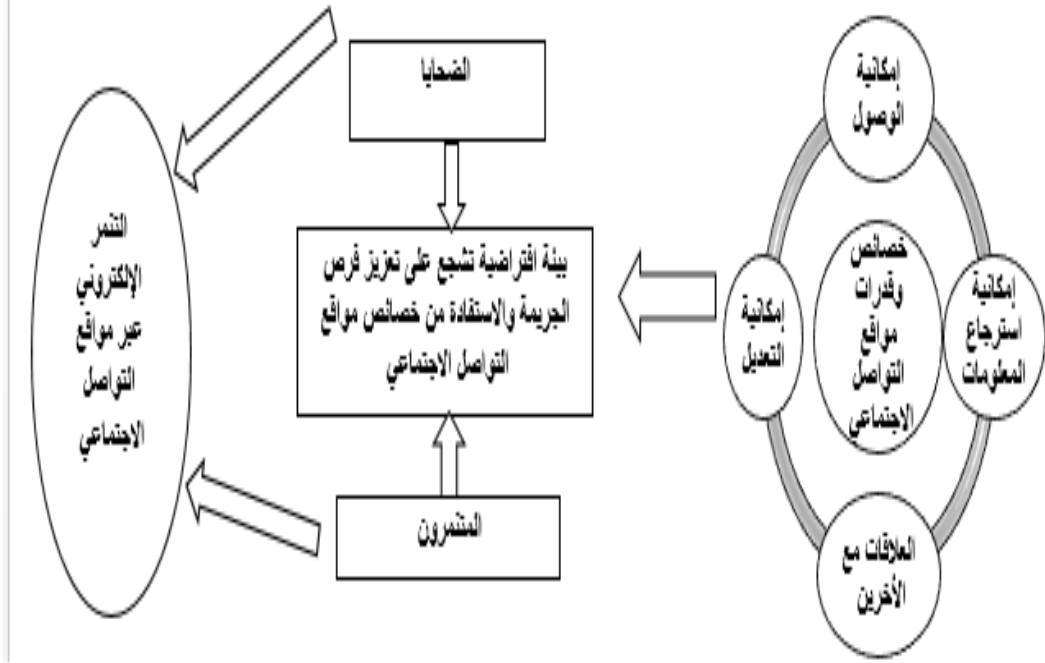 إمكانية
الوصول
خصائص
وقدرات
مواقع
التواصل
الاجتماعي
إمكانية
استرجاع
المعلومات
إمكانية
التعديل
العلاقات مع
الأخرين
الضحايا
بيئة افتراضية تشجع على تعزيز فرص
الجريمة والاستفادة من خصائص مواقع
التواصل الاجتماعي
المتنمرون
التنمر
الإلكتروني
عبر مواقع
التواصل
الاجتماعي